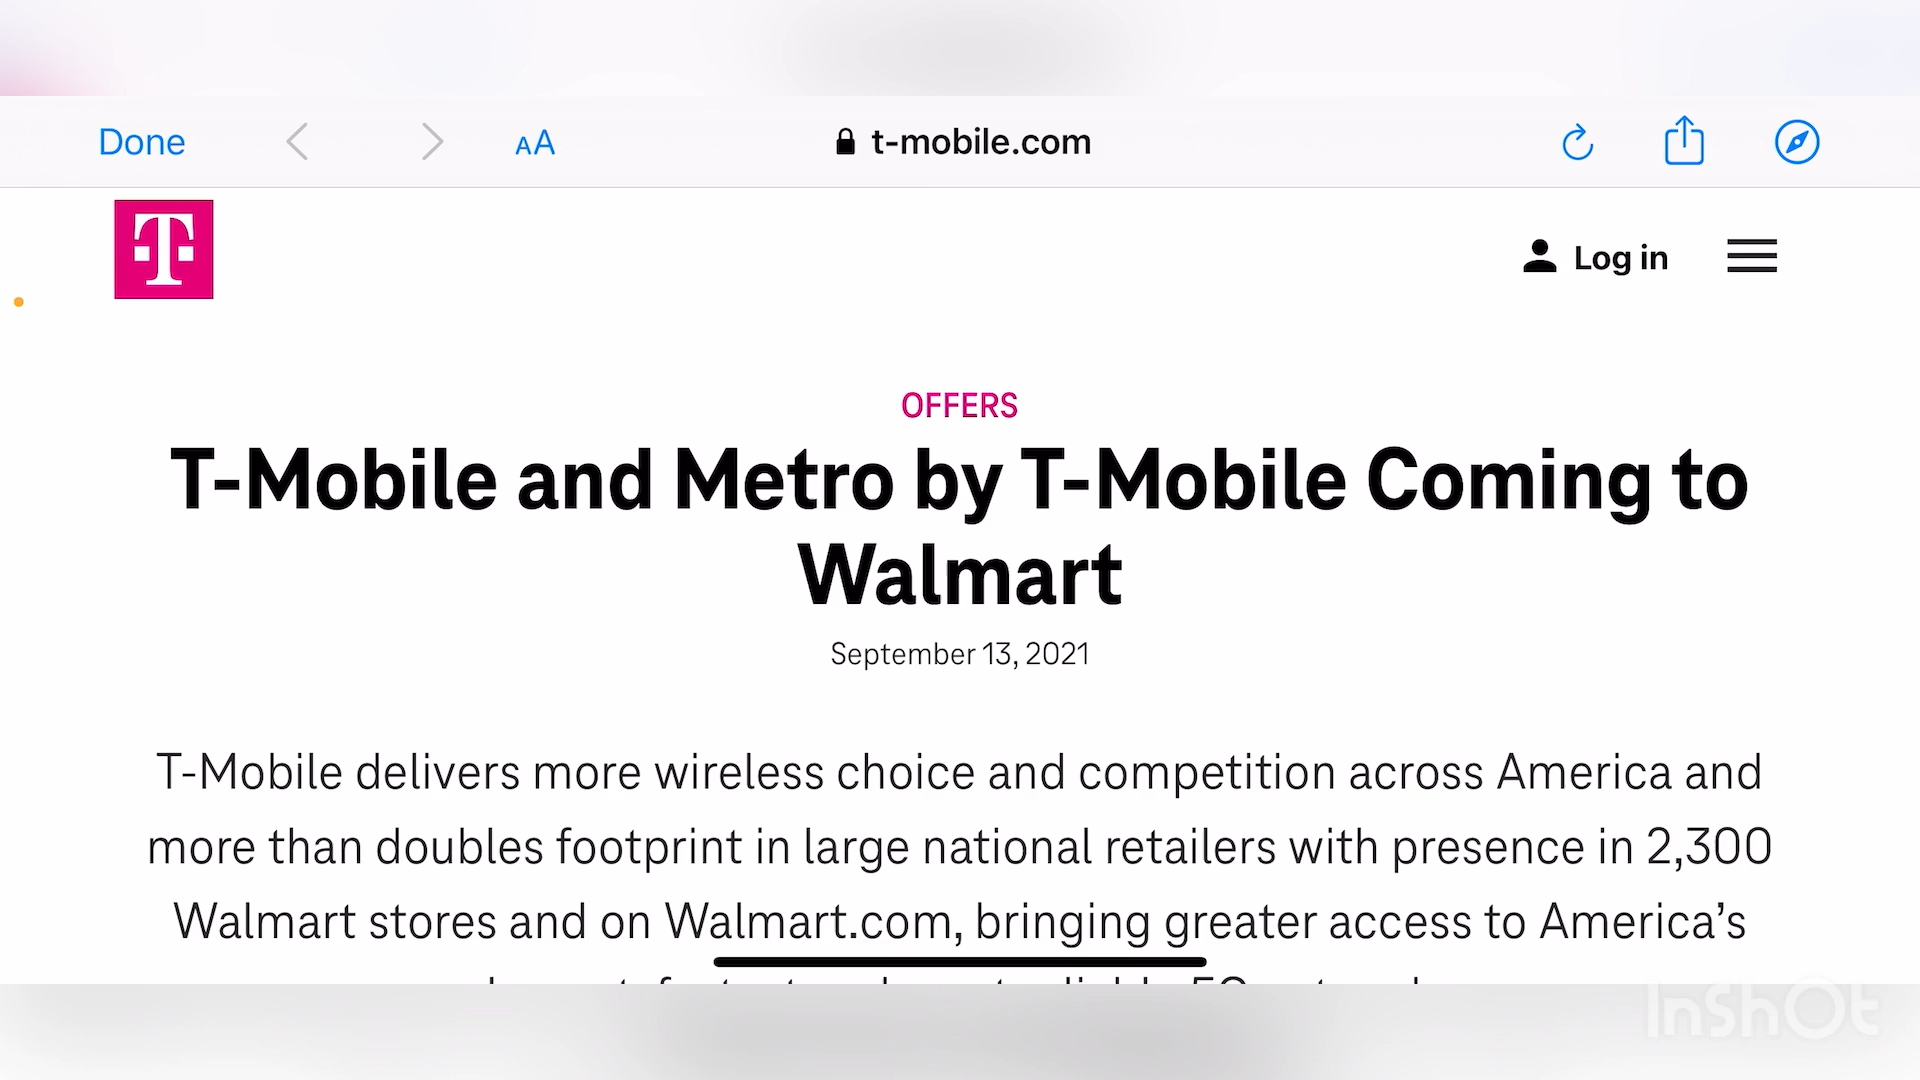 Done
AA
t-mobile.com
T
Log in
OFFERS
T-Mobile and Metro by T-Mobile Coming to
Walmart
September 13, 2021
T-Mobile delivers more wireless choice and competition across America and
more than doubles footprint in large national retailers with presence in 2,300
Walmart stores and on Walmart.com, bringing greater access to America’s
InShOt